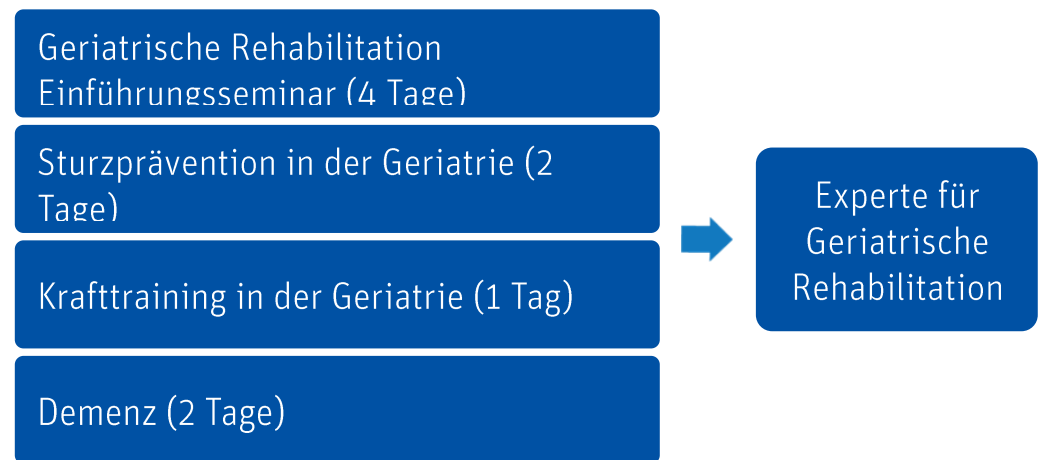 Geriatrische Rehabilitation
Einführungsseminar (4 Tage)
Sturzprävention in der Geriatrie (2
Tage)
Krafttraining in der Geriatrie (1 Tag)
Demenz (2 Tage)
Experte für
Geriatrische
Rehabilitation